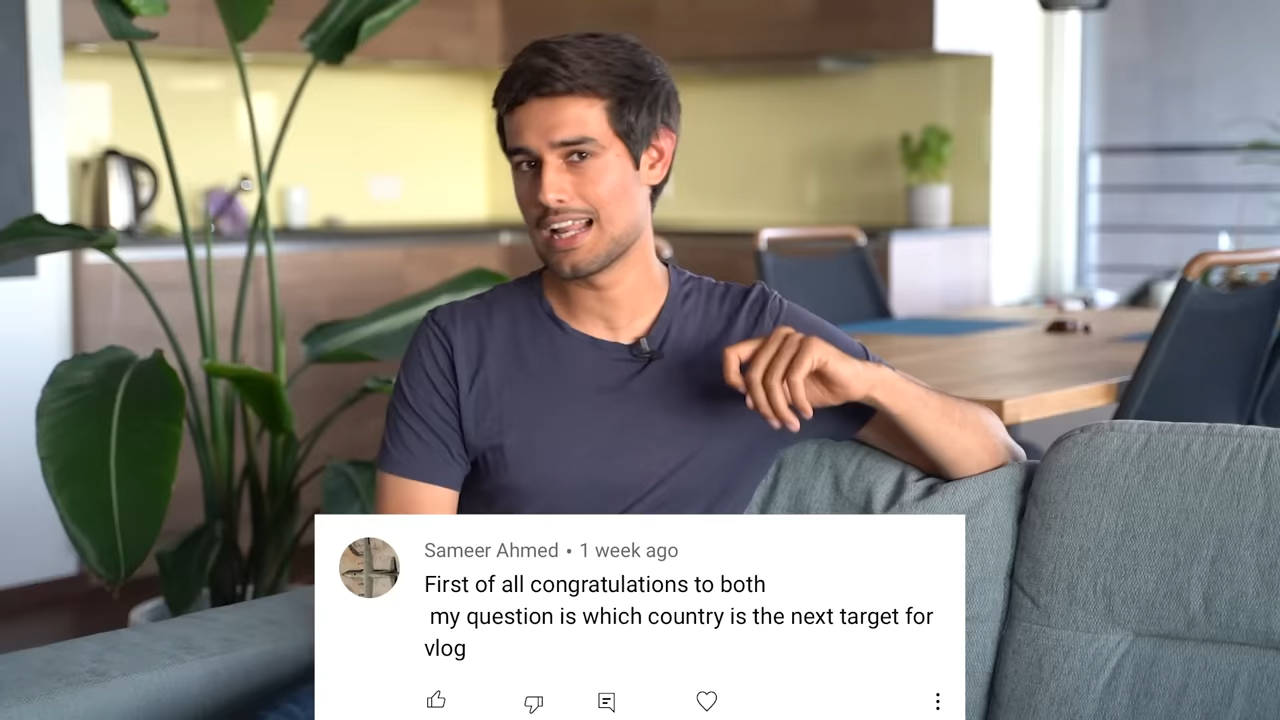 Sameer Ahmed • 1 week ago
First of all congratulations to both
my question is which country is the next target for
vlog